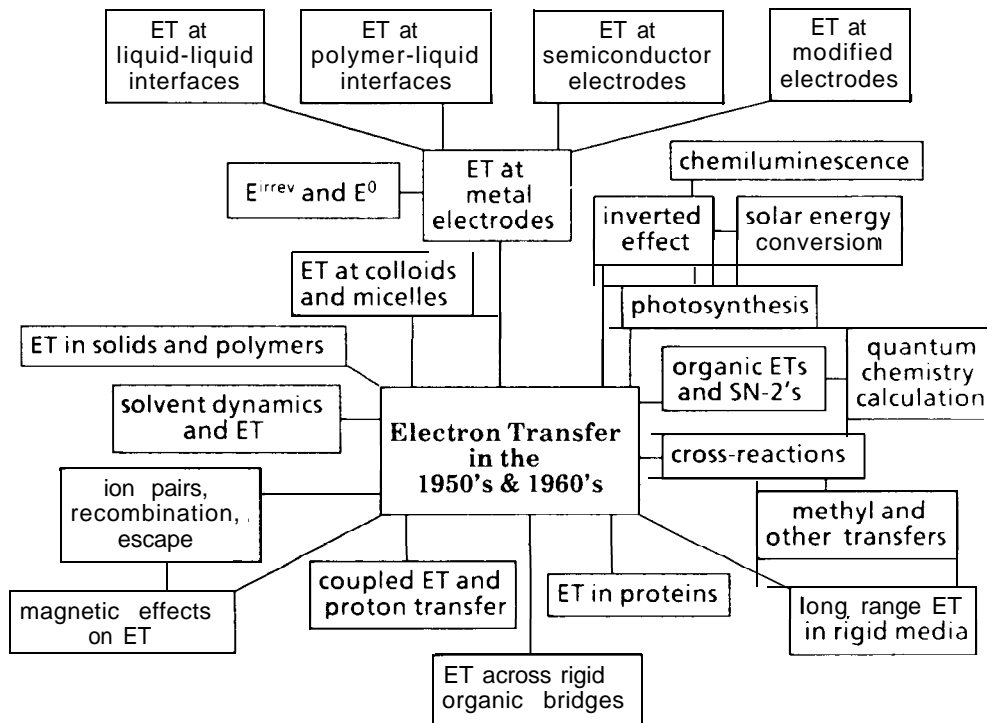 ET at
liquid-liquid
interfaces
ET at
polymer-liquid
interfaces
ET at
semiconductor
electrodes
ET at
modified
electrodes
E^irrev and E^0
ET at
metal
electrodes
chemiluminescence
inverted
effect
solar energy
conversion
ET at colloids
and micelles
photosynthesis
ET in solids and polymers
organic ETs
and SN-2's
quantum
chemistry
calculation
solvent dynamics
and ET
Electron Transfer
in the
1950's & 1960's
cross-reactions
ion pairs,
recombination,
escape
methyl and
other transfers
coupled ET and
proton transfer
ET in proteins
magnetic effects
on ET
long range ET
in rigid media
ET across rigid
organic bridges